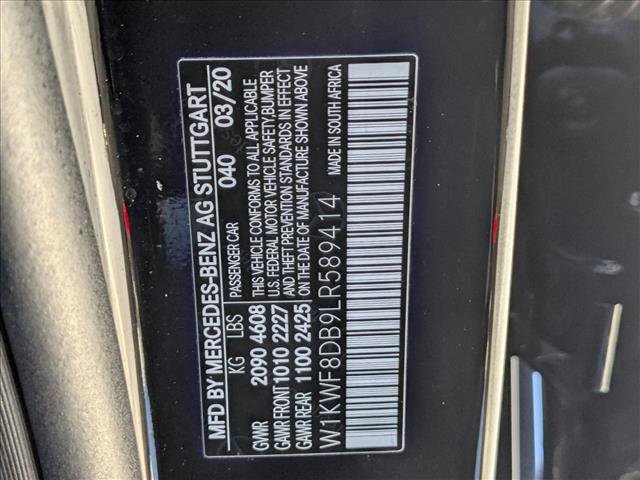 MFD BY MERCEDES-BENZ AG STUTTGART
KG LBS PASSENGER CAR 040 03/20
GVWR 2090 4608 THIS VEHICLE CONFORMS TO ALL APPLICABLE
GAWR FRONT 1010 2227 U.S. FEDERAL MOTOR VEHICLE SAFETY, BUMPER
GAWR REAR 1100 2425 AND THEFT PREVENTION STANDARDS IN EFFECT
ON THE DATE OF MANUFACTURE SHOWN ABOVE
W1KWF8DB9LR589414 MADE IN SOUTH AFRICA